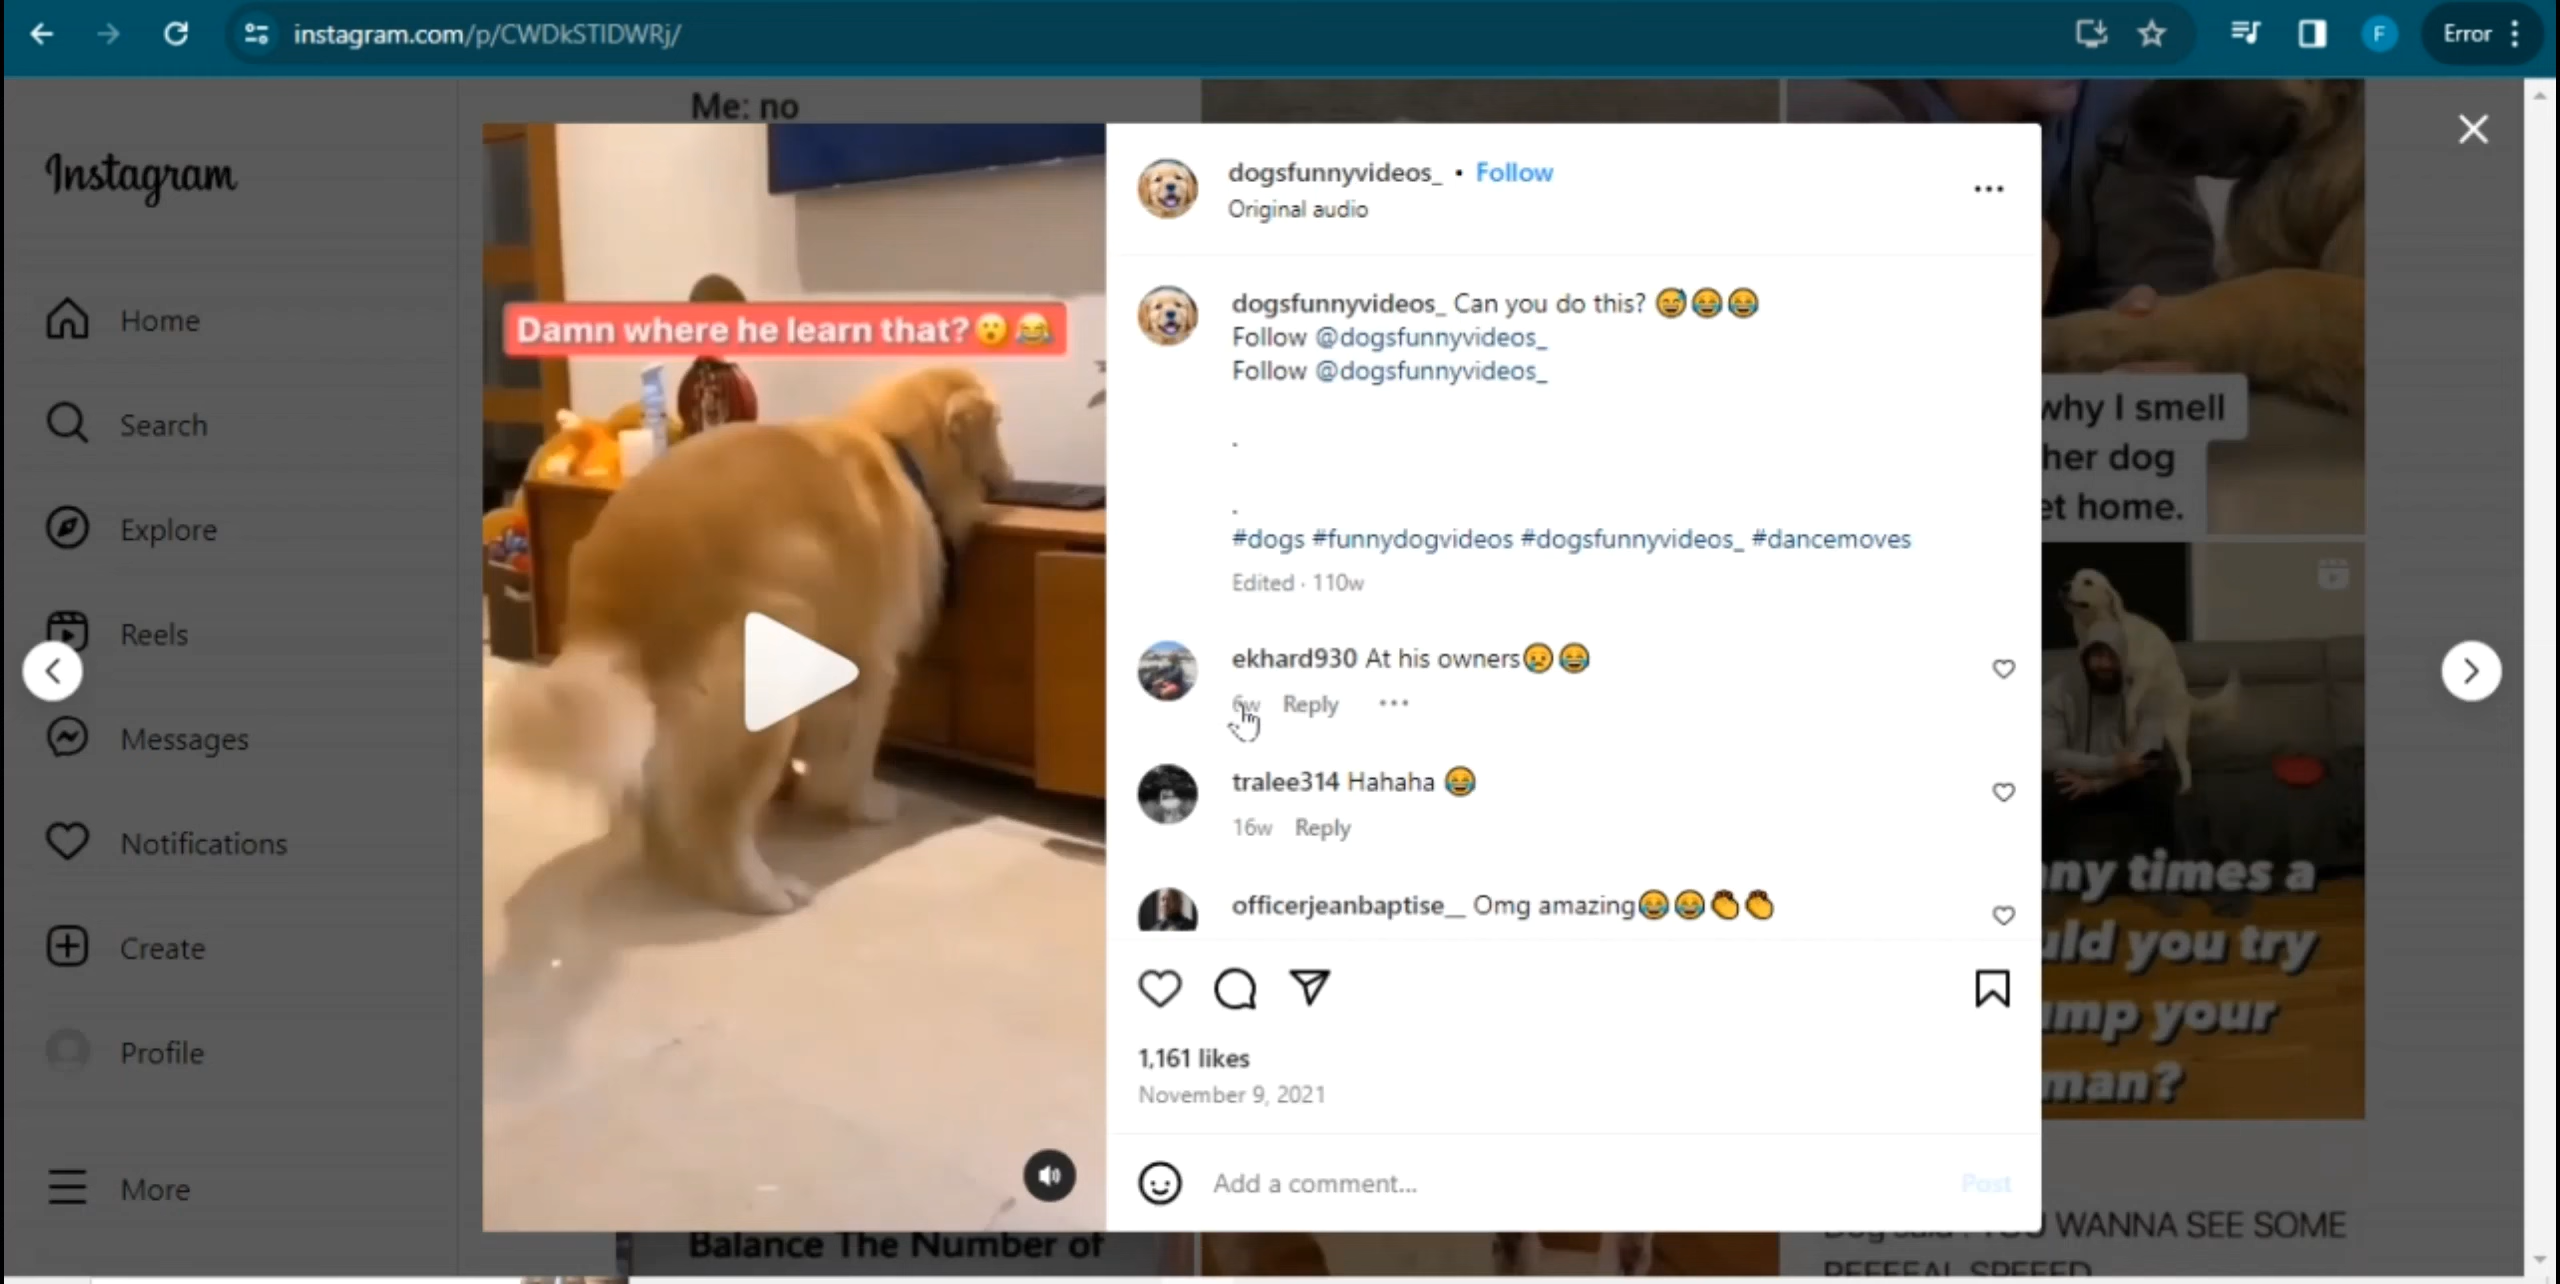 instagram.com/p/CWDkSTIDWRj/
F
Error
Me: no
Instagram
Home
Search
Explore
Reels
Messages
Notifications
Create
Profile
More
Damn where he learn that?😮😂
dogsfunnyvideos_ • Follow
Original audio
dogsfunnyvideos_ Can you do this? 😅😂😂
Follow @dogsfunnyvideos_
Follow @dogsfunnyvideos_
.
.
#dogs #funnydogvideos #dogsfunnyvideos_ #dancemoves
Edited · 110w
ekhard930 At his owners😢😂
6w Reply
tralee314 Hahaha 😂
16w Reply
officerjeanbaptise__ Omg amazing😂😂👏👏
1,161 likes
November 9, 2021
Add a comment...
Post
why I smell
her dog
et home.
ny times a
uld you try
ump your
man?
Balance The Number of
WANNA SEE SOME